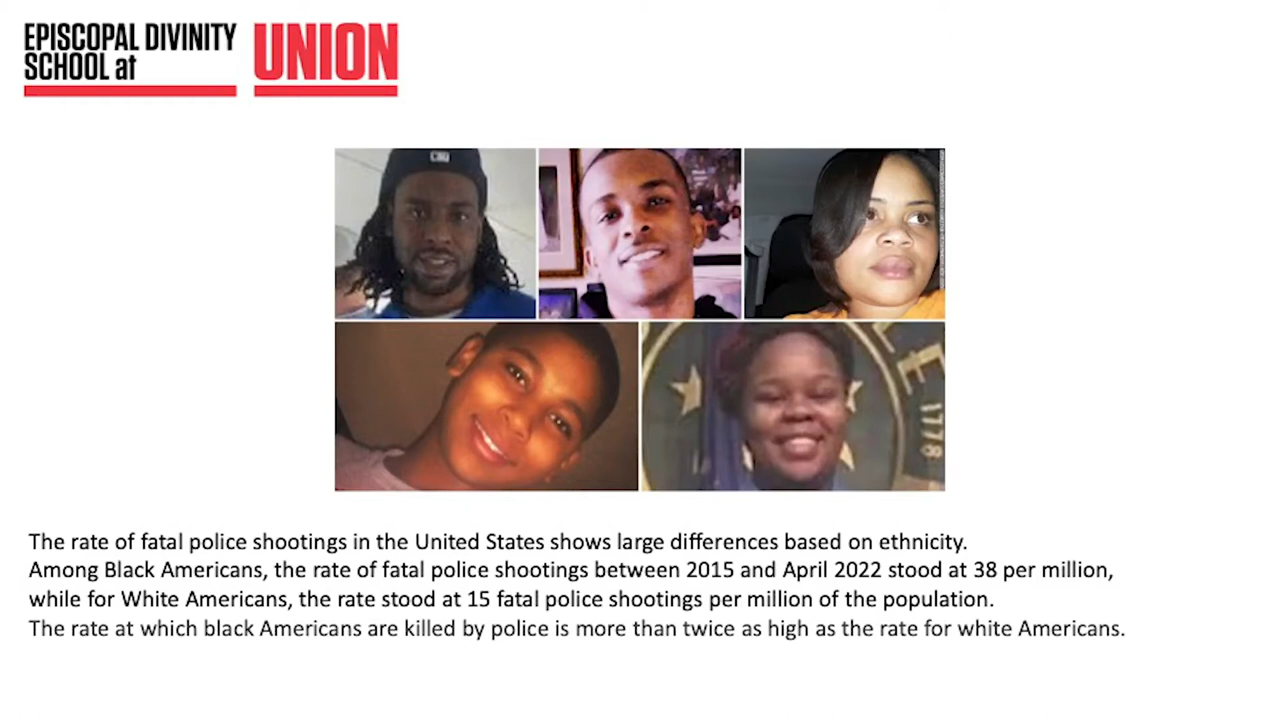 EPISCOPAL DIVINITY
SCHOOL at
UNION
LE
1778
The rate of fatal police shootings in the United States shows large differences based on ethnicity.
Among Black Americans, the rate of fatal police shootings between 2015 and April 2022 stood at 38 per million,
while for White Americans, the rate stood at 15 fatal police shootings per million of the population.
The rate at which black Americans are killed by police is more than twice as high as the rate for white Americans.